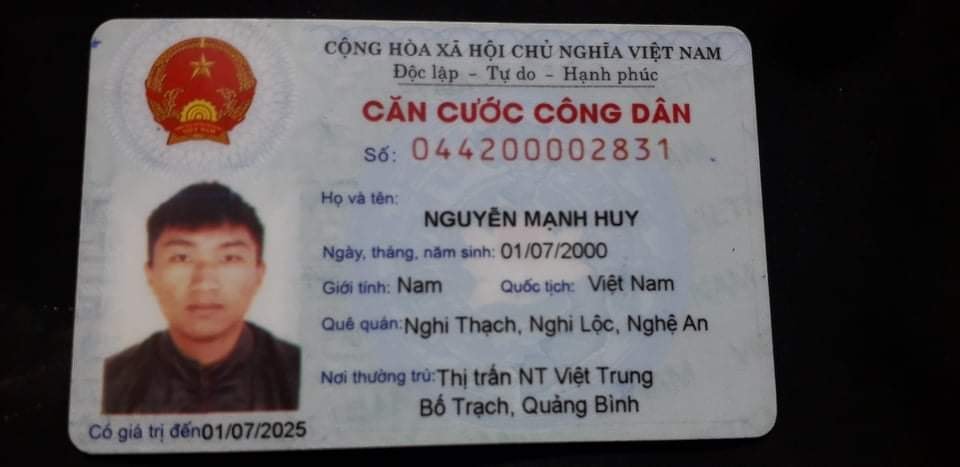 CỘNG HÒA XÃ HỘI CHỦ NGHĨA VIỆT NAM
Độc lập - Tự do - Hạnh phúc
CĂN CƯỚC CÔNG DÂN
Số: 044200002831
Họ và tên:
NGUYỄN MẠNH HUY
Ngày, tháng, năm sinh: 01/07/2000
Giới tính: Nam Quốc tịch: Việt Nam
Quê quán: Nghi Thạch, Nghi Lộc, Nghệ An
Nơi thường trú: Thị trấn NT Việt Trung
Bố Trạch, Quảng Bình
Có giá trị đến 01/07/2025